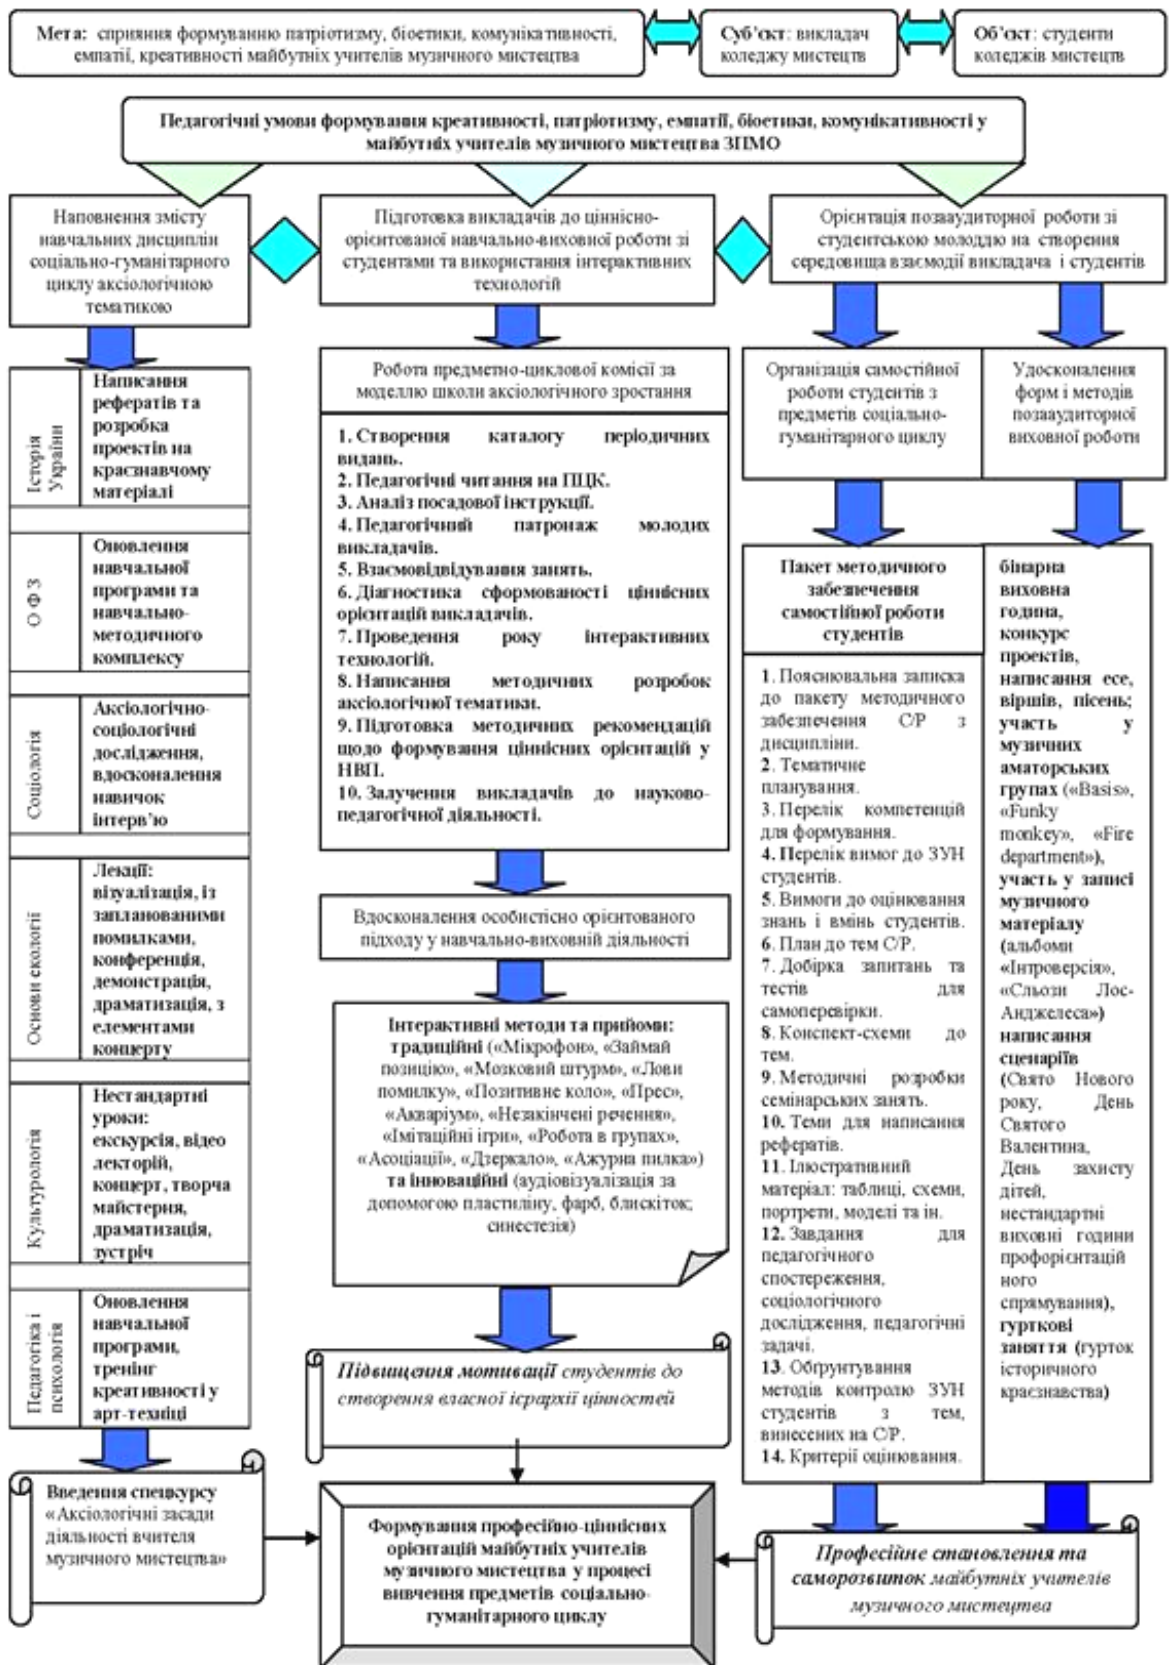 Мета: сприяння формуванню патріотизму, біоетики, комунікативності,
емпатії, креативності майбутніх учителів музичного мистецтва
Суб'єкт: викладач
коледжу мистецтв
Об'єкт: студенти
коледжів мистецтв
Педагогічні умови формування креативності, патріотизму, емпатії, біоетики, комунікативності у
майбутніх учителів музичного мистецтва ЗПМО
Наповнення змісту
навчальних дисциплін
соціально-гуманітарного
циклу аксіологічною
тематикою
Підготовка викладачів до ціннісно-
орієнтованої навчально-виховної роботи зі
студентами та використання інтерактивних
технологій
Орієнтація позааудиторної роботи зі
студентською молоддю на створення
середовища взаємодії викладача і студентів
Історія
України
Написання
рефератів та
розробка
проектів на
краєзнавчому
матеріалі
О Ф З
Оновлення
навчальної
програми та
навчально-
методичного
комплексу
Соціологія
Аксіологічно-
соціологічні
дослідження,
вдосконалення
навичок
інтерв'ю
Основи екології
Лекції:
візуалізація, із
запланованими
помилками,
конференція,
демонстрація,
драматизація, з
елементами
концерту
Культурологія
Нестандартні
уроки:
екскурсія, відео
лекторій,
концерт, творча
майстерня,
драматизація,
зустріч
Педагогіка і
психологія
Оновлення
навчальної
програми,
тренінг
креативності у
арт-техніці
Введення спецкурсу
«Аксіологічні засади
діяльності вчителя
музичного мистецтва»
Робота предметно-циклової комісії за
моделлю школи аксіологічного зростання
1. Створення каталогу періодичних
видань.
2. Педагогічні читання на ПЦК.
3. Аналіз посадової інструкції.
4. Педагогічний патронаж молодих
викладачів.
5. Взаємовідвідування занять.
6. Діагностика сформованості ціннісних
орієнтацій викладачів.
7. Проведення року інтерактивних
технологій.
8. Написання методичних розробок
аксіологічної тематики.
9. Підготовка методичних рекомендацій
щодо формування ціннісних орієнтацій у
НВП.
10. Залучення викладачів до науково-
педагогічної діяльності.
Вдосконалення особистісно орієнтованого
підходу у навчально-виховній діяльності
Інтерактивні методи та прийоми:
традиційні («Мікрофон», «Займай
позицію», «Мозковий штурм», «Лови
помилку», «Позитивне коло», «Прес»,
«Акваріум», «Незакінчені речення»,
«Імітаційні ігри», «Робота в групах»,
«Асоціації», «Дзеркало», «Ажурна пилка»)
та інноваційні (аудіовізуалізація за
допомогою пластиліну, фарб, блискіток;
синестезія)
Підвищення мотивації студентів до
створення власної ієрархії цінностей
Формування професійно-ціннісних
орієнтацій майбутніх учителів
музичного мистецтва у процесі
вивчення предметів соціально-
гуманітарного циклу
Організація самостійної
роботи студентів з
предметів соціально-
гуманітарного циклу
Пакет методичного
забезпечення
самостійної роботи
студентів
1. Пояснювальна записка
до пакету методичного
забезпечення С/Р з
дисципліни.
2. Тематичне
планування.
3. Перелік компетенцій
для формування.
4. Перелік вимог до ЗУН
студентів.
5. Вимоги до оцінювання
знань і вмінь студентів.
6. План до тем С/Р.
7. Добірка запитань та
тестів для
самоперевірки.
8. Конспект-схеми до
тем.
9. Методичні розробки
семінарських занять.
10. Теми для написання
рефератів.
11. Ілюстративний
матеріал: таблиці, схеми,
портрети, моделі та ін.
12. Завдання для
педагогічного
спостереження,
соціологічного
дослідження, педагогічні
задачі.
13. Обґрунтування
методів контролю ЗУН
студентів з тем,
винесених на С/Р.
14. Критерії оцінювання.
Удосконалення
форм і методів
позааудиторної
виховної роботи
бінарна
виховна
година,
конкурс
проектів,
написання есе,
віршів, пісень;
участь у
музичних
аматорських
групах («Basis»,
«Funky
monkey», «Fire
department»),
участь у записі
музичного
матеріалу
(альбоми
«Інтроверсія»,
«Сльози Лос-
Анджелеса»)
написання
сценаріїв
(Свято Нового
року, День
Святого
Валентина,
День захисту
дітей,
нестандартні
виховні години
профорієнтацій
ного
спрямування),
гурткові
заняття (гурток
історичного
краєзнавства)
Професійне становлення та
саморозвиток майбутніх учителів
музичного мистецтва